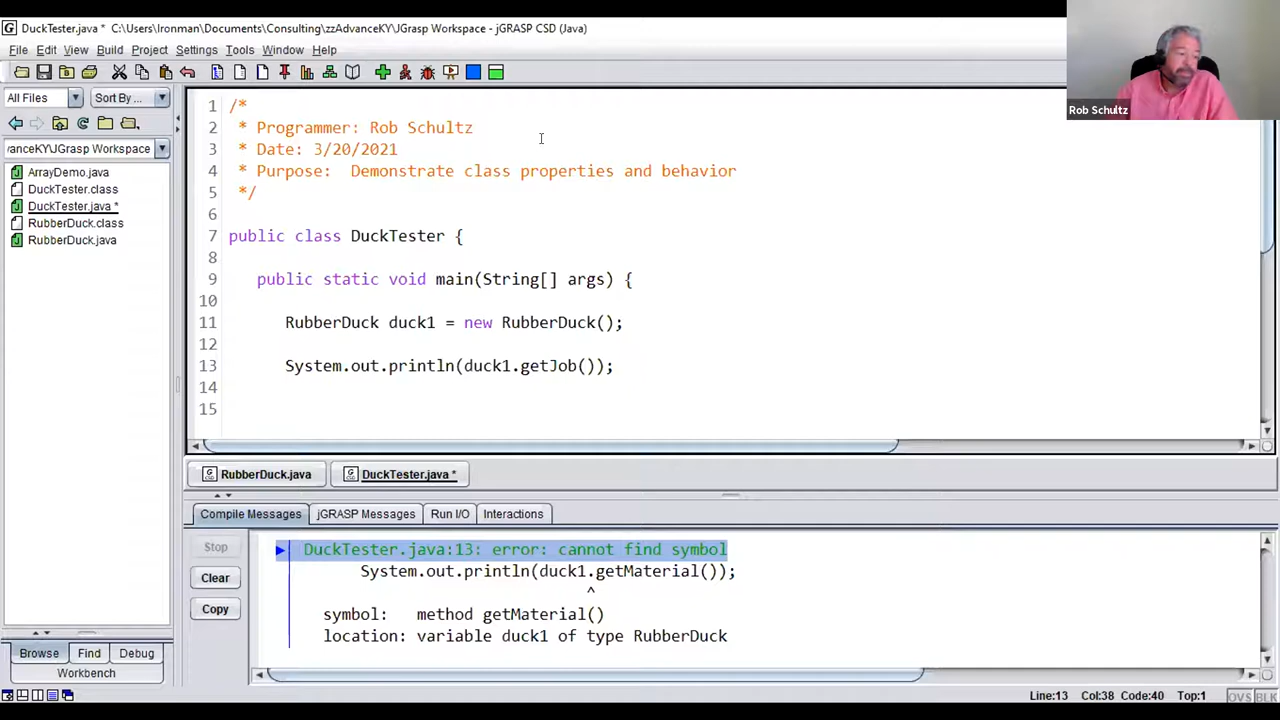 DuckTester.java * C:\Users\Ironman\Documents\Consulting\zzAdvanceKY\JGrasp Workspace - jGRASP CSD (Java)
File Edit View Build Project Settings Tools Window Help
All Files Sort By ...
vanceKY\JGrasp Workspace
ArrayDemo.java
DuckTester.class
DuckTester.java *
RubberDuck.class
RubberDuck.java
1 /*
2 * Programmer: Rob Schultz
3 * Date: 3/20/2021
4 * Purpose: Demonstrate class properties and behavior
5 */
6
7 public class DuckTester {
8
9 public static void main(String[] args) {
10
11 RubberDuck duck1 = new RubberDuck();
12
13 System.out.println(duck1.getJob());
14
15
Rob Schultz
RubberDuck.java DuckTester.java *
Compile Messages jGRASP Messages Run I/O Interactions
Stop
Clear
Copy
DuckTester.java:13: error: cannot find symbol
System.out.println(duck1.getMaterial());
^
symbol: method getMaterial()
location: variable duck1 of type RubberDuck
Browse Find Debug
Workbench
Line:13 Col:38 Code:40 Top:1 OVS BLK